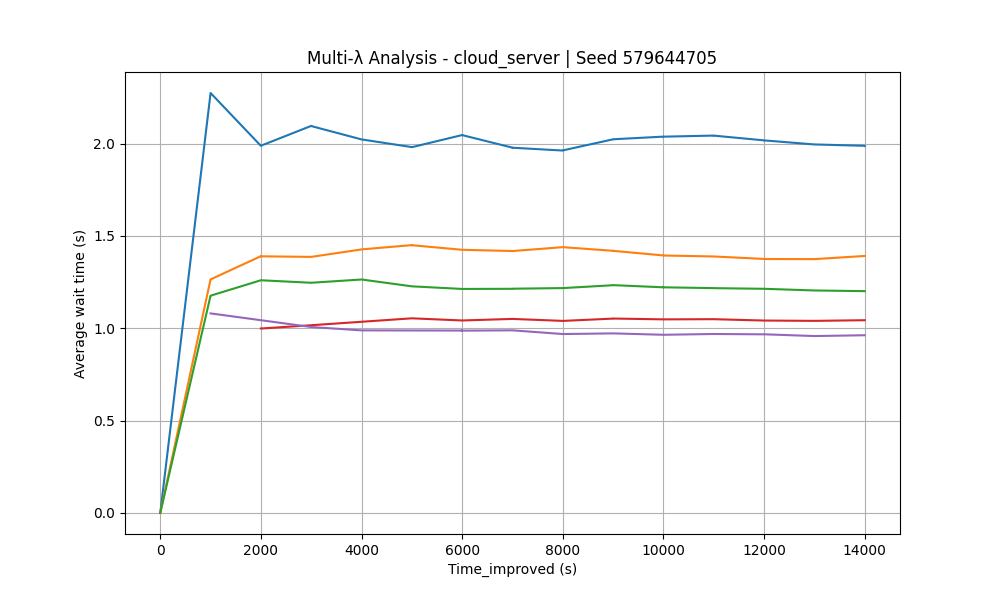 Multi-λ Analysis - cloud_server | Seed 579644705
Average wait time (s)
2.0
1.5
1.0
0.5
0.0
0 2000 4000 6000 8000 10000 12000 14000
Time_improved (s)